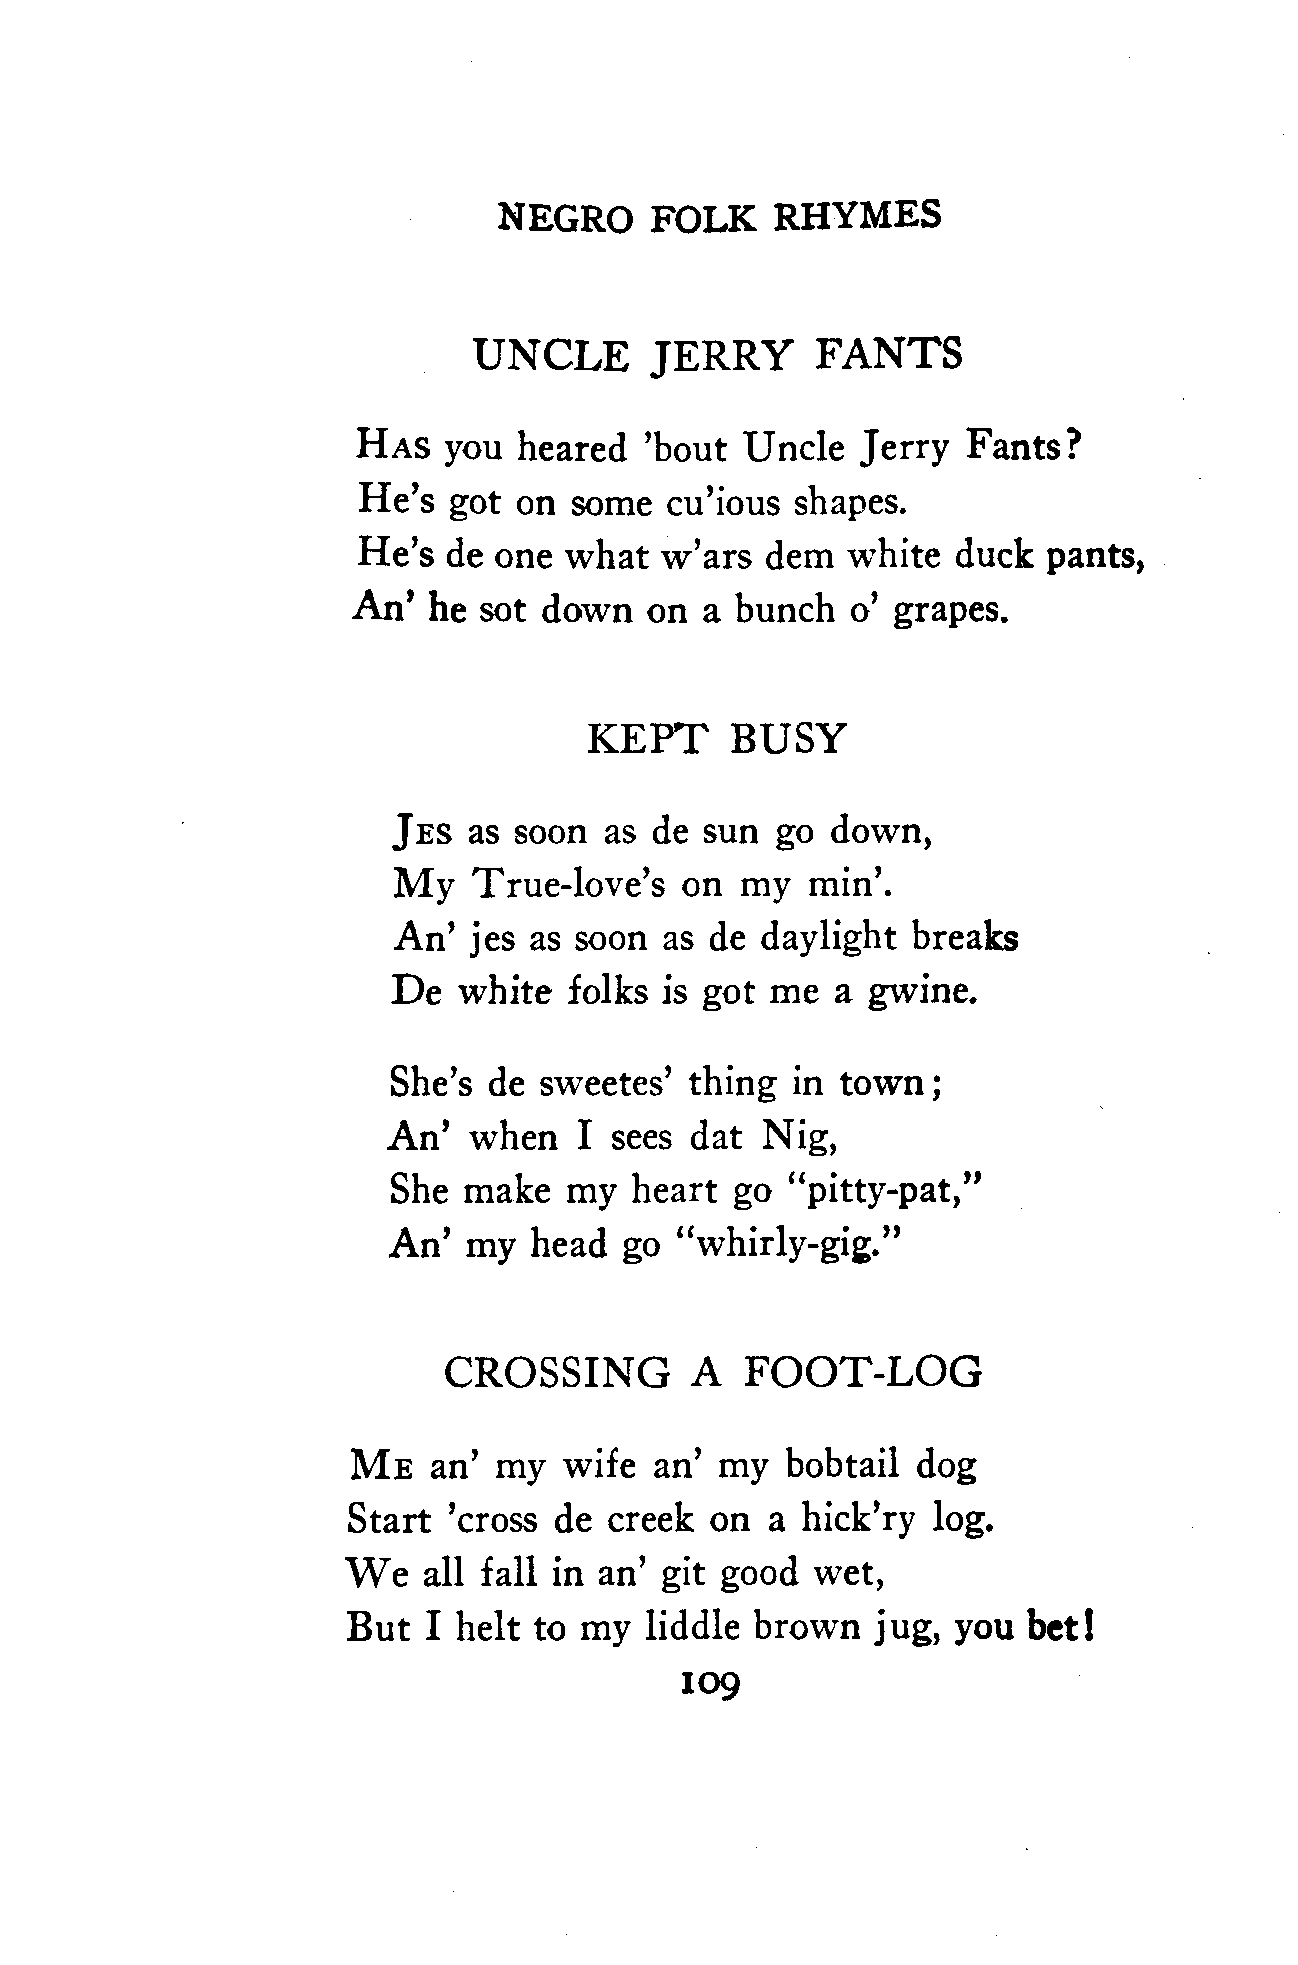 NEGRO FOLK RHYMES
UNCLE JERRY FANTS
HAS you heared 'bout Uncle Jerry Fants?
He's got on some cu'ious shapes.
He's de one what w'ars dem white duck pants,
An' he sot down on a bunch o' grapes.
KEPT BUSY
JES as soon as de sun go down,
My True-love's on my min'.
An' jes as soon as de daylight breaks
De white folks is got me a gwine.
She's de sweetes' thing in town;
An' when I sees dat Nig,
She make my heart go "pitty-pat,"
An' my head go "whirly-gig."
CROSSING A FOOT-LOG
ME an' my wife an' my bobtail dog
Start 'cross de creek on a hick'ry log.
We all fall in an' git good wet,
But I helt to my liddle brown jug, you bet!
109